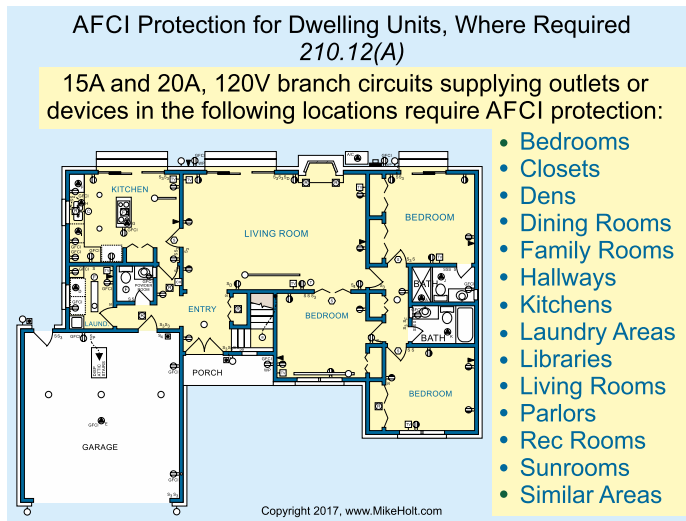 AFCI Protection for Dwelling Units, Where Required
210.12(A)
15A and 20A, 120V branch circuits supplying outlets or
devices in the following locations require AFCI protection:
• Bedrooms
• Closets
• Dens
• Dining Rooms
• Family Rooms
• Hallways
• Kitchens
• Laundry Areas
• Libraries
• Living Rooms
• Parlors
• Rec Rooms
• Sunrooms
• Similar Areas
KITCHEN
LIVING ROOM
BEDROOM
BATH
POWDER
ROOM
ENTRY
LAUND.
BEDROOM
BATH
PORCH
BEDROOM
GARAGE
GFCI
Copyright 2017, www.MikeHolt.com